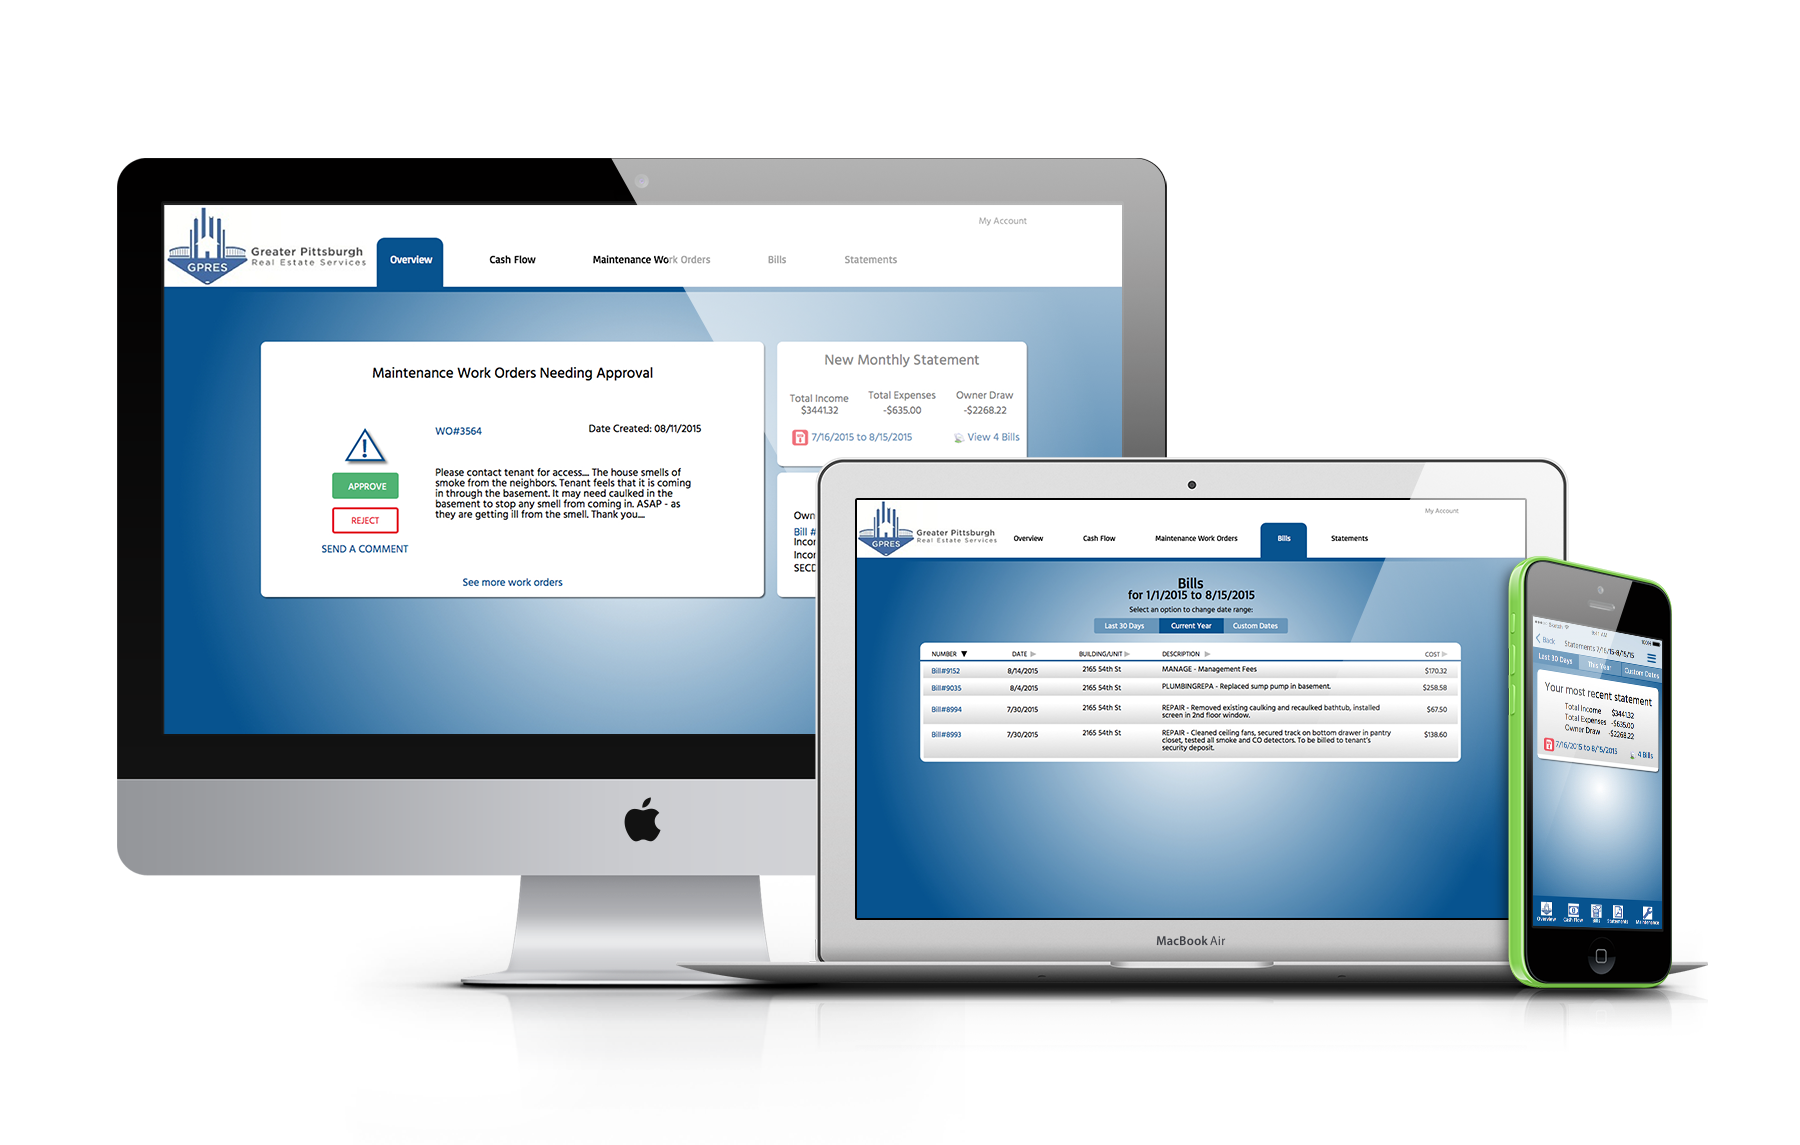 My Account
GPRES
Greater Pittsburgh
Real Estate Services
Overview
Cash Flow
Maintenance Work Orders
Bills
Statements
Maintenance Work Orders Needing Approval
WO#3564
Date Created: 08/11/2015
APPROVE
REJECT
SEND A COMMENT
Please contact tenant for access.... The house smells of
smoke from the neighbors. Tenant feels that it is coming
in through the basement. It may need caulked in the
basement to stop any smell from coming in. ASAP - as
they are getting ill from the smell. Thank you....
See more work orders
New Monthly Statement
Total Income
Total Expenses
Owner Draw
$3441.32
-$635.00
-$2268.22
7/16/2015 to 8/15/2015
View 4 Bills
Own
Bill #
Incor
Incor
SECD
My Account
GPRES
Greater Pittsburgh
Real Estate Services
Overview
Cash Flow
Maintenance Work Orders
Bills
Statements
Bills
for 1/1/2015 to 8/15/2015
Select an option to change date range:
Last 30 Days
Current Year
Custom Dates
NUMBER ▼ DATE ▶ BUILDING/UNIT ▶ DESCRIPTION ▶ COST ▶
Bill#9152 8/14/2015 2165 54th St MANAGE - Management Fees $170.32
Bill#9035 8/4/2015 2165 54th St PLUMBINGREPA - Replaced sump pump in basement. $258.58
Bill#8994 7/30/2015 2165 54th St REPAIR - Removed existing caulking and recaulked bathtub, installed
screen in 2nd floor window. $67.50
Bill#8993 7/30/2015 2165 54th St REPAIR - Cleaned ceiling fans, secured track on bottom drawer in pantry
closet, tested all smoke and CO detectors. To be billed to tenant's
security deposit. $138.60
MacBook Air
9:41 AM
100%
Back
Statements 7/16/15-8/15/15
Last 30 Days
This Year
Custom Dates
Your most recent statement
Total Income $3441.32
Total Expenses -$635.00
Owner Draw -$2268.22
7/16/2015 to 8/15/2015
4 Bills
Overview
Cash Flow
Bills
Statements
Maintenance